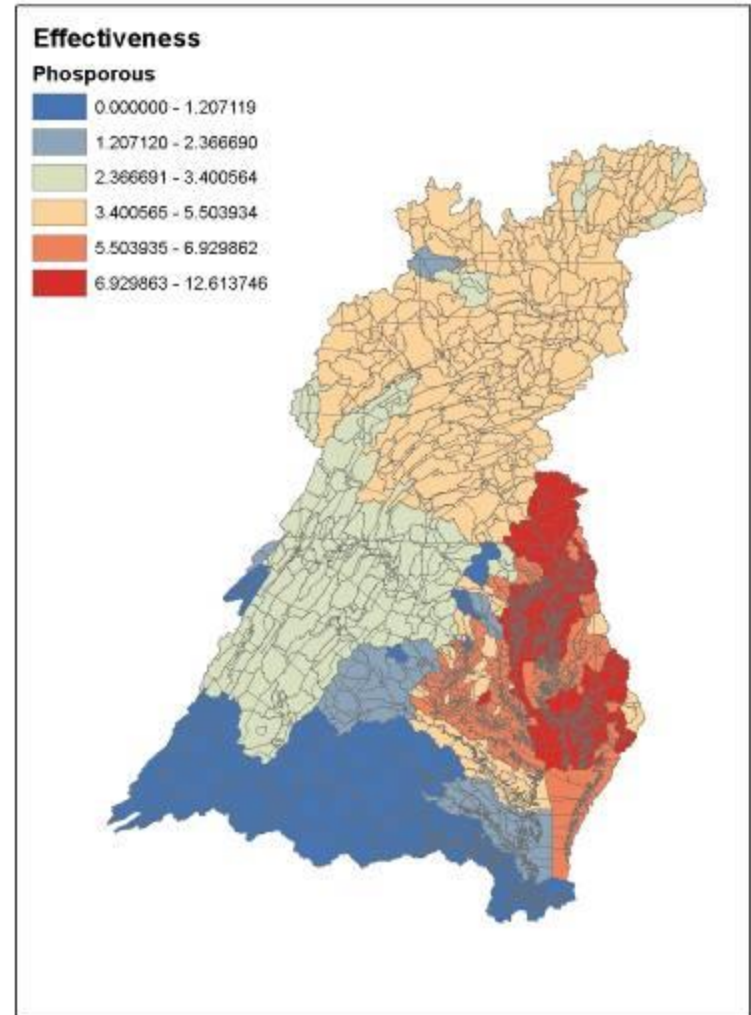 Effectiveness
Phosporous
0.000000 - 1.207119
1.207120 - 2.366690
2.366691 - 3.400564
3.400565 - 5.503934
5.503935 - 6.929862
6.929863 - 12.613746